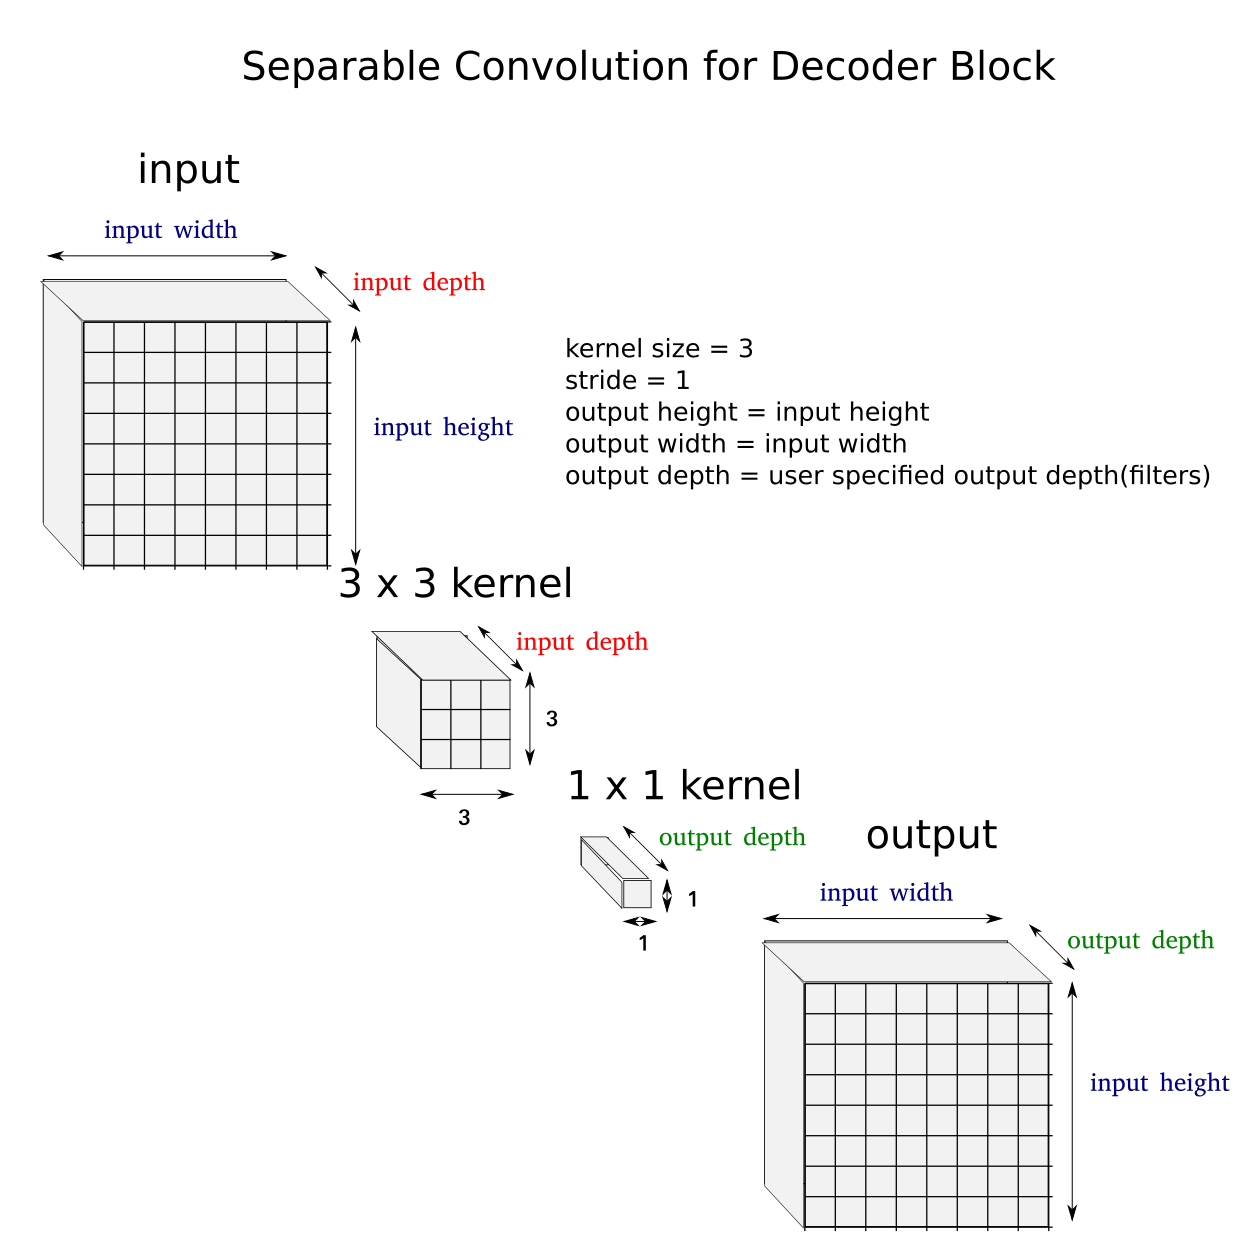 Separable Convolution for Decoder Block
input
input width
input depth
input height
kernel size = 3
stride = 1
output height = input height
output width = input width
output depth = user specified output depth(filters)
3 x 3 kernel
input depth
3
3
1 x 1 kernel
output depth
1
1
output
input width
output depth
input height